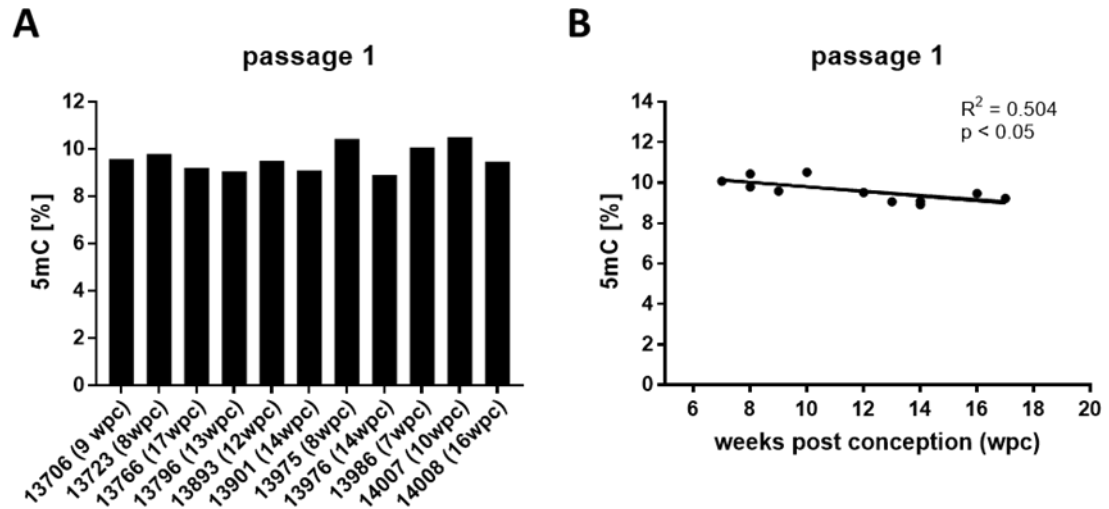 A
passage 1
5mC [%]
12
10
8
6
4
2
0
13706 (9 wpc)
13723 (8wpc)
13766 (17wpc)
13796 (13wpc)
13893 (12wpc)
13901 (14wpc)
13975 (8wpc)
13976 (14wpc)
13986 (7wpc)
14007 (10wpc)
14008 (16wpc)
B
passage 1
R² = 0.504
p < 0.05
5mC [%]
14
12
10
8
6
4
2
0
6 8 10 12 14 16 18 20
weeks post conception (wpc)